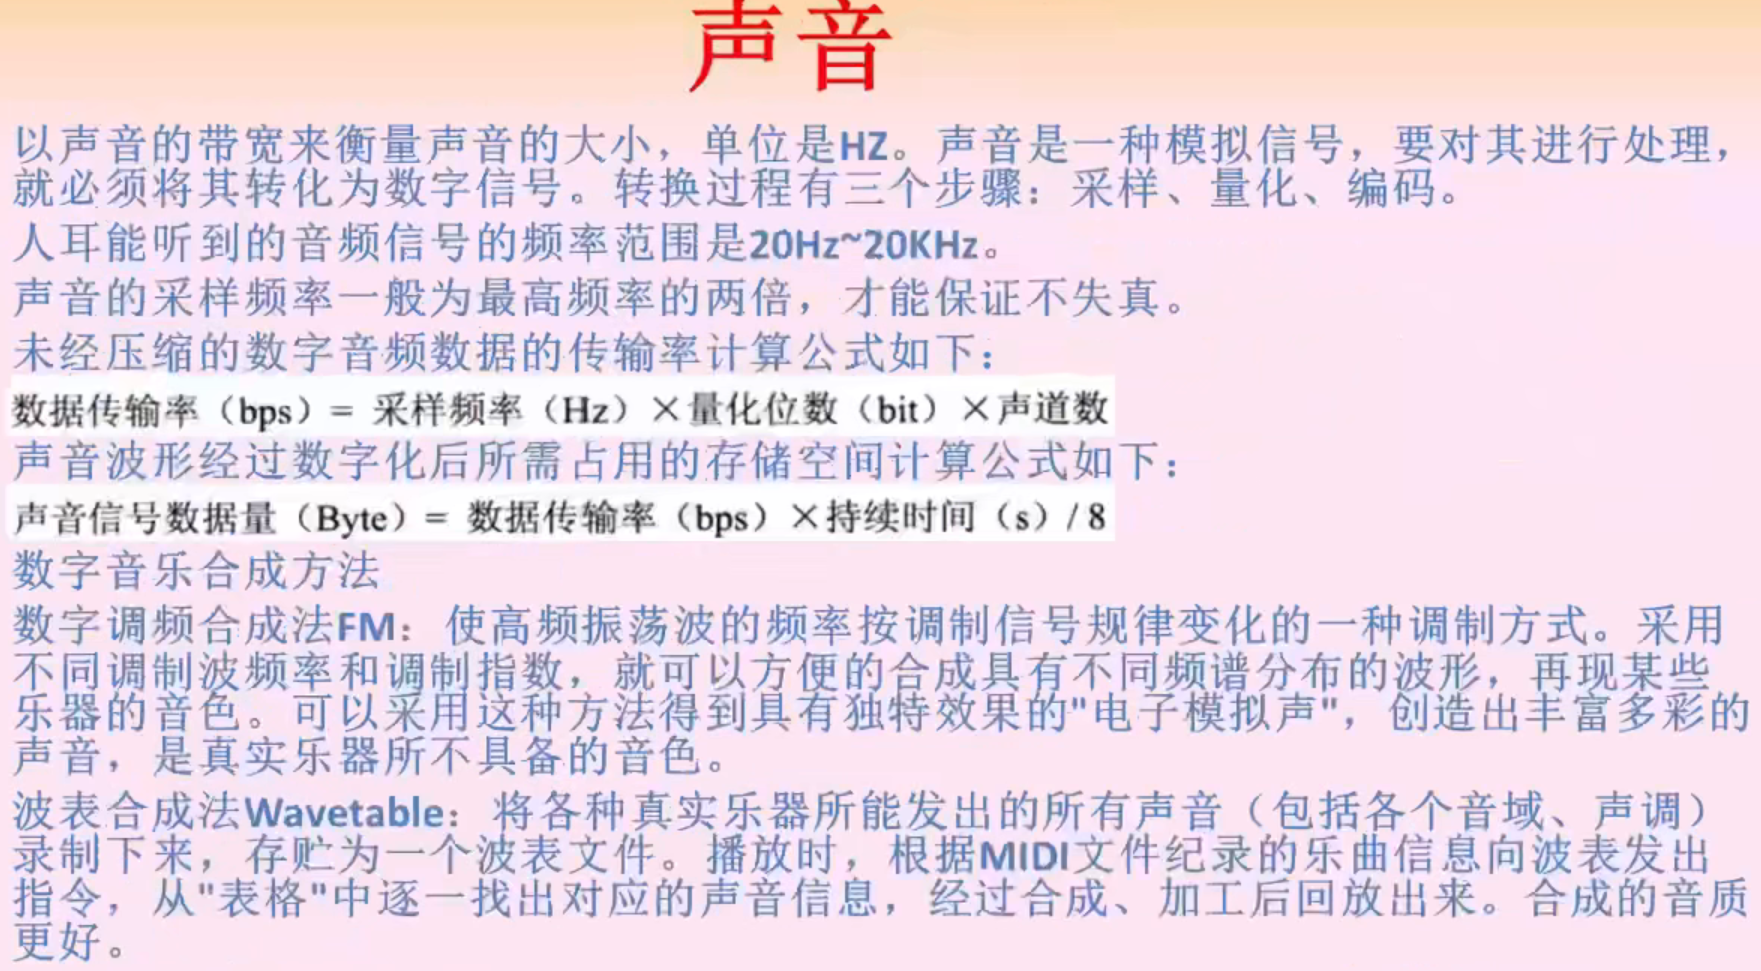 声音
以声音的带宽来衡量声音的大小，单位是HZ。声音是一种模拟信号，要对其进行处理，
就必须将其转化为数字信号。转换过程有三个步骤：采样、量化、编码。
人耳能听到的音频信号的频率范围是20Hz~20KHz。
声音的采样频率一般为最高频率的两倍，才能保证不失真。
未经压缩的数字音频数据的传输率计算公式如下：
数据传输率（bps）= 采样频率（Hz）×量化位数（bit）×声道数
声音波形经过数字化后所需占用的存储空间计算公式如下：
声音信号数据量（Byte）= 数据传输率（bps）×持续时间（s）/ 8
数字音乐合成方法
数字调频合成法FM：使高频振荡波的频率按调制信号规律变化的一种调制方式。采用
不同调制波频率和调制指数，就可以方便的合成具有不同频谱分布的波形，再现某些
乐器的音色。可以采用这种方法得到具有独特效果的"电子模拟声"，创造出丰富多彩的
声音，是真实乐器所不具备的音色。
波表合成法Wavetable：将各种真实乐器所能发出的所有声音（包括各个音域、声调）
录制下来，存贮为一个波表文件。播放时，根据MIDI文件纪录的乐曲信息向波表发出
指令，从"表格"中逐一找出对应的声音信息，经过合成、加工后回放出来。合成的音质
更好。